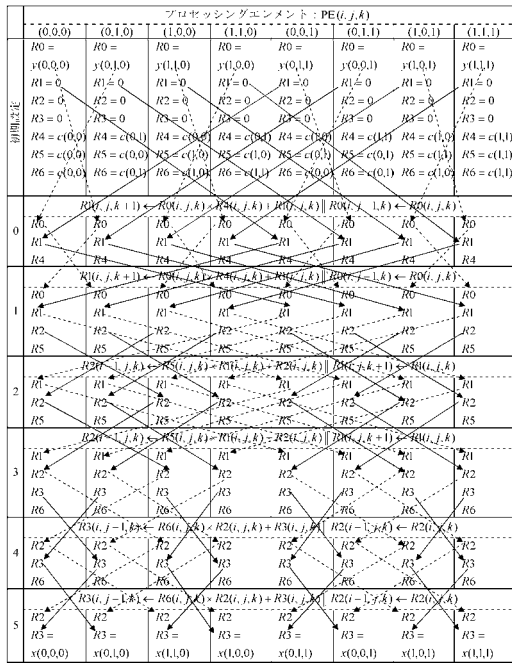 プロセッシングエンメント：PE(i, j, k)
(0,0,0) (0,1,0) (1,0,0) (1,1,0) (0,0,1) (0,1,1) (1,0,1) (1,1,1)
初期設定
R0 = R0 = R0 = R0 = R0 = R0 = R0 = R0 =
y(0,0,0) y(0,1,0) y(1,1,0) y(1,0,0) y(0,0,1) y(0,1,1) y(1,0,1) y(1,1,1)
R1 = 0 R1 = 0 R1 = 0 R1 = 0 R1 = 0 R1 = 0 R1 = 0 R1 = 0
R2 = 0 R2 = 0 R2 = 0 R2 = 0 R2 = 0 R2 = 0 R2 = 0 R2 = 0
R3 = 0 R3 = 0 R3 = 0 R3 = 0 R3 = 0 R3 = 0 R3 = 0 R3 = 0
R4 = c(0,0) R4 = c(0,1) R4 = c(0,0) R4 = c(0,1) R4 = c(1,0) R4 = c(1,1) R4 = c(1,0) R4 = c(1,1)
R5 = c(0,0) R5 = c(0,0) R5 = c(1,0) R5 = c(1,0) R5 = c(0,1) R5 = c(0,1) R5 = c(1,1) R5 = c(1,1)
R6 = c(0,0) R6 = c(0,1) R6 = c(1,0) R6 = c(1,1) R6 = c(0,0) R6 = c(0,1) R6 = c(1,0) R6 = c(1,1)
0
R1(i, j, k+1) ← R0(i, j, k) × R4(i, j, k) + R1(i, j, k) || R0(i, j−1, k) ← R0(i, j, k)
R0 R0 R0 R0 R0 R0 R0 R0
R1 R1 R1 R1 R1 R1 R1 R1
R4 R4 R4 R4 R4 R4 R4 R4
1
R1(i, j, k+1) ← R0(i, j, k) × R4(i, j, k) + R1(i, j, k) || R0(i, j−1, k) ← R0(i, j, k)
R0 R0 R0 R0 R0 R0 R0 R0
R1 R1 R1 R1 R1 R1 R1 R1
R2 R2 R2 R2 R2 R2 R2 R2
R5 R5 R5 R5 R5 R5 R5 R5
2
R2(i−1, j, k) ← R5(i, j, k) × R1(i, j, k) + R2(i, j, k) || R1(i, j, k+1) ← R1(i, j, k)
R1 R1 R1 R1 R1 R1 R1 R1
R2 R2 R2 R2 R2 R2 R2 R2
R5 R5 R5 R5 R5 R5 R5 R5
3
R2(i−1, j, k) ← R5(i, j, k) × R1(i, j, k) + R2(i, j, k) || R1(i, j, k+1) ← R1(i, j, k)
R1 R1 R1 R1 R1 R1 R1 R1
R2 R2 R2 R2 R2 R2 R2 R2
R3 R3 R3 R3 R3 R3 R3 R3
R6 R6 R6 R6 R6 R6 R6 R6
4
R3(i, j−1, k) ← R6(i, j, k) × R2(i, j, k) + R3(i, j, k) || R2(i−1, j, k) ← R2(i, j, k)
R2 R2 R2 R2 R2 R2 R2 R2
R3 R3 R3 R3 R3 R3 R3 R3
R6 R6 R6 R6 R6 R6 R6 R6
5
R3(i, j−1, k) ← R6(i, j, k) × R2(i, j, k) + R3(i, j, k) || R2(i−1, j, k) ← R2(i, j, k)
R2 R2 R2 R2 R2 R2 R2 R2
R3 = R3 = R3 = R3 = R3 = R3 = R3 = R3 =
x(0,0,0) x(0,1,0) x(1,1,0) x(1,0,0) x(0,1,1) x(0,0,1) x(1,0,1) x(1,1,1)